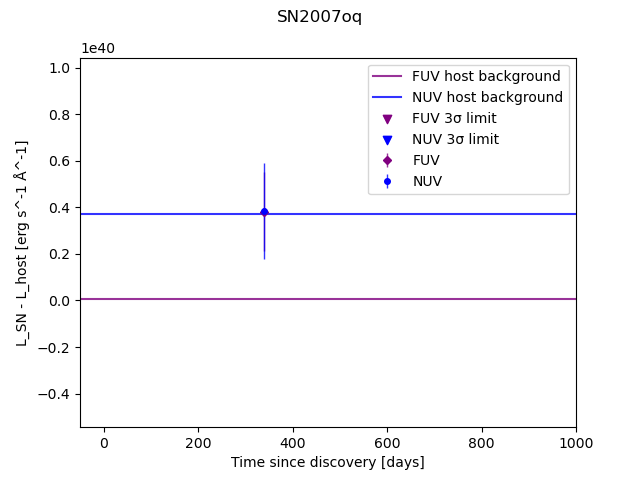 SN2007oq
1e40
1.0
0.8
0.6
0.4
0.2
0.0
−0.2
−0.4
L_SN - L_host [erg s^-1 Å^-1]
FUV host background
NUV host background
FUV 3σ limit
NUV 3σ limit
FUV
NUV
0 200 400 600 800 1000
Time since discovery [days]